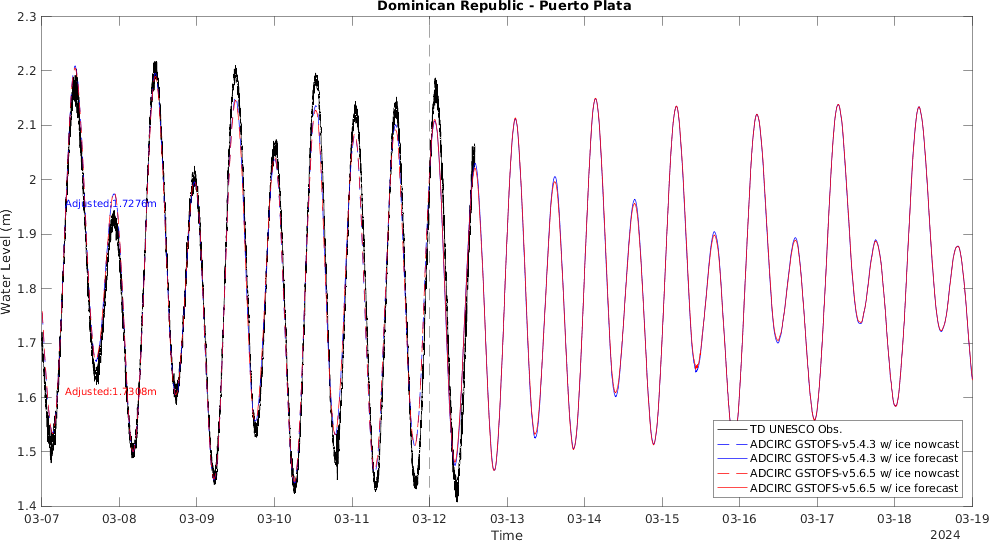 Dominican Republic - Puerto Plata
2.3
2.2
2.1
2
1.9
1.8
1.7
1.6
1.5
1.4
Water Level (m)
Adjusted:1.7276m
Adjusted:1.7308m
TD UNESCO Obs.
ADCIRC GSTOFS-v5.4.3 w/ ice nowcast
ADCIRC GSTOFS-v5.4.3 w/ ice forecast
ADCIRC GSTOFS-v5.6.5 w/ ice nowcast
ADCIRC GSTOFS-v5.6.5 w/ ice forecast
03-07 03-08 03-09 03-10 03-11 03-12 03-13 03-14 03-15 03-16 03-17 03-18 03-19
Time
2024